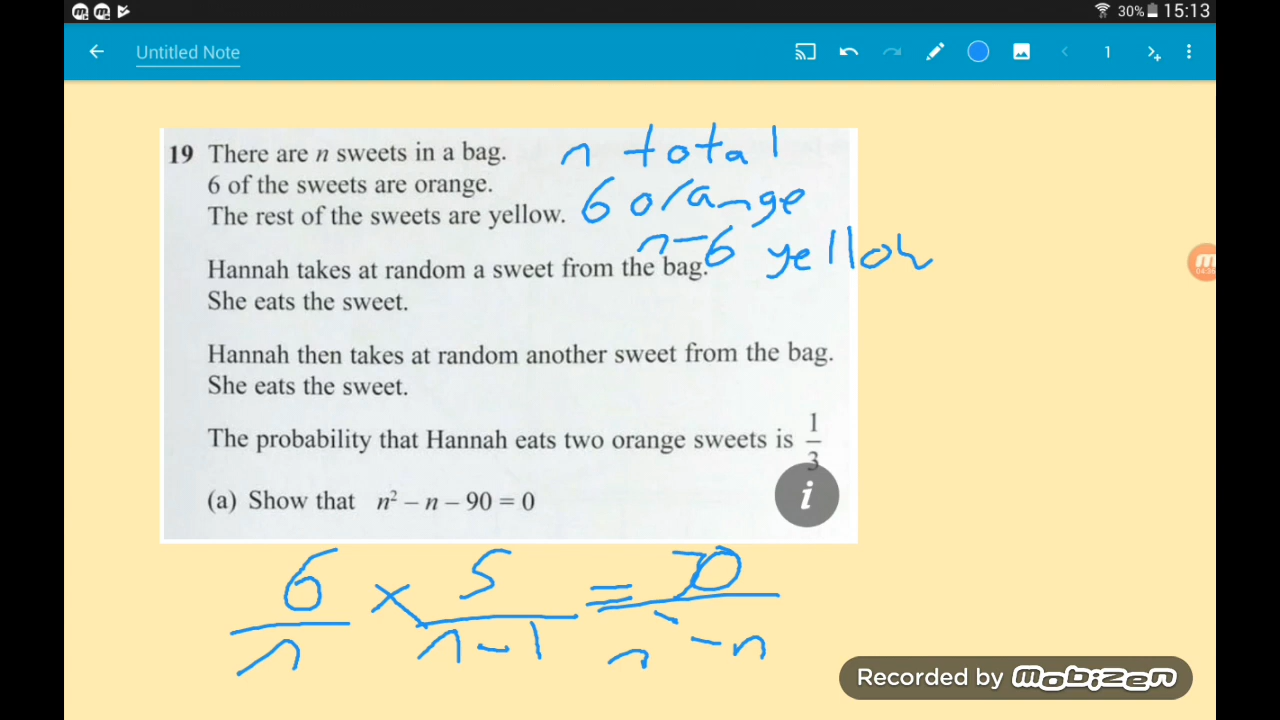 30% 15:13
Untitled Note 1
19 There are n sweets in a bag. n total
6 of the sweets are orange. 6 orange
The rest of the sweets are yellow. n-6 yellow
Hannah takes at random a sweet from the bag.
She eats the sweet.
Hannah then takes at random another sweet from the bag.
She eats the sweet.
The probability that Hannah eats two orange sweets is 1/3
(a) Show that n² – n – 90 = 0
i
6/n × 5/(n-1) = 30/(n² - n)
Recorded by mobizen